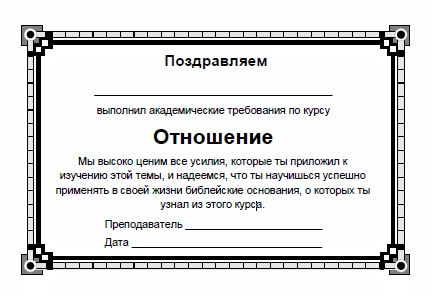 Поздравляем
выполнил академические требования по курсу
Отношение
Мы высоко ценим все усилия, которые ты приложил к
изучению этой темы, и надеемся, что ты научишься успешно
применять в своей жизни библейские основания, о которых ты
узнал из этого курса.
Преподаватель
Дата